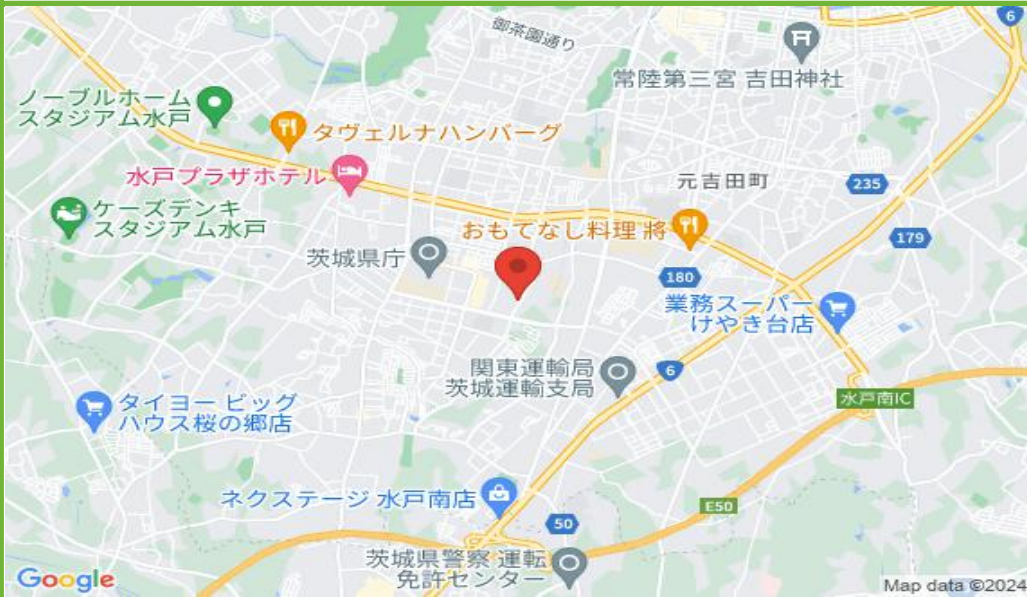 6
御茶園通り
常陸第三宮 吉田神社
ノーブルホーム
スタジアム水戸
タヴェルナハンバーグ
水戸プラザホテル
元吉田町
235
ケーズデンキ
スタジアム水戸
おもてなし料理 將
179
茨城県庁
180
業務スーパー
けやき台店
関東運輸局
茨城運輸支局
6
水戸南IC
タイヨー ビッグ
ハウス桜の郷店
ネクステージ 水戸南店
50
E50
茨城県警察 運転
免許センター
Google
Map data ©2024